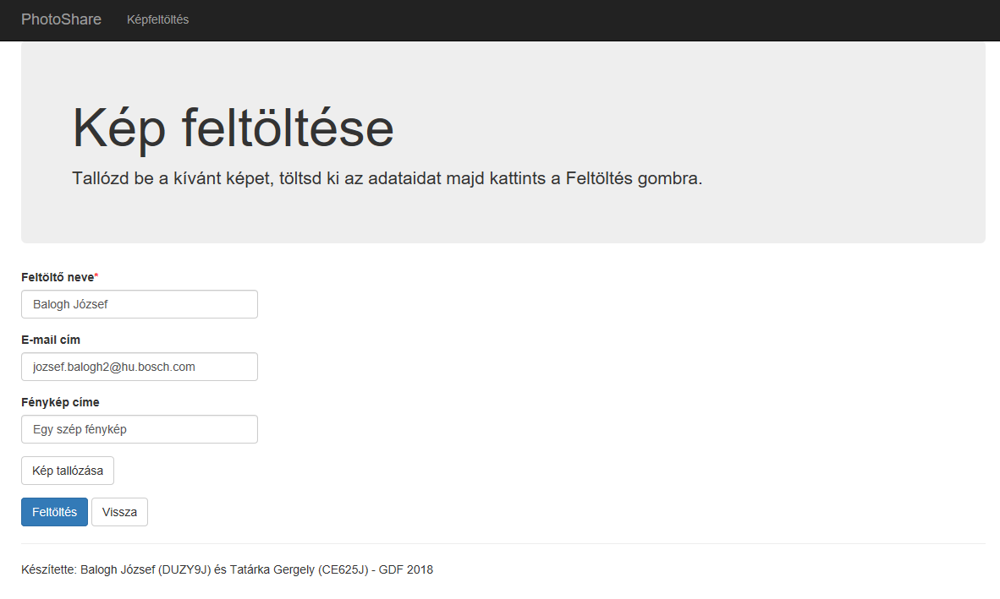 PhotoShare Képfeltöltés
Kép feltöltése
Tallózd be a kívánt képet, töltsd ki az adataidat majd kattints a Feltöltés gombra.
Feltöltő neve*
Balogh József
E-mail cím
jozsef.balogh2@hu.bosch.com
Fénykép címe
Egy szép fénykép
Kép tallózása
Feltöltés Vissza
Készítette: Balogh József (DUZY9J) és Tatárka Gergely (CE625J) - GDF 2018